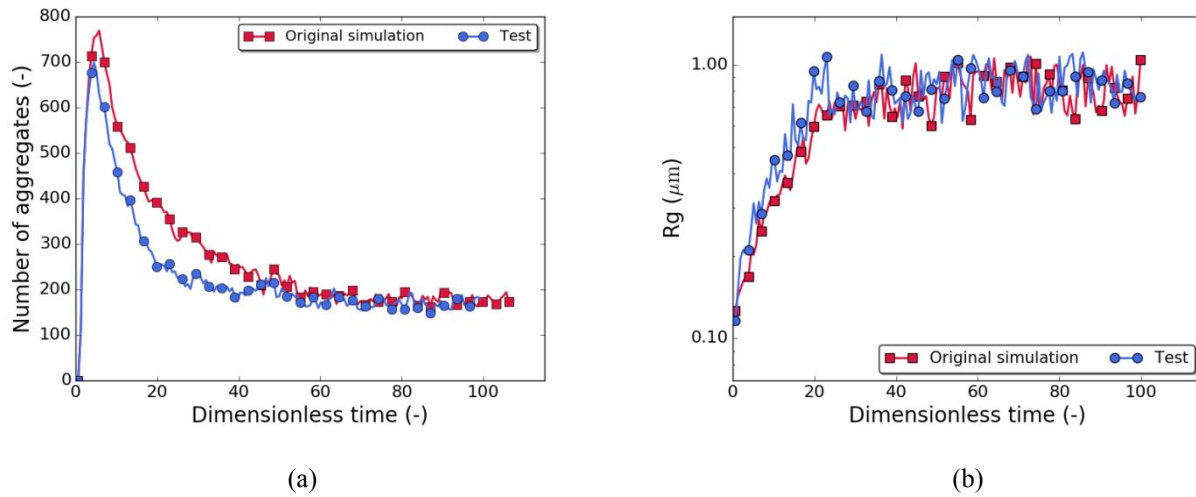 800
700
600
500
400
300
200
100
0
Number of aggregates (-)
Original simulation Test
0 20 40 60 80 100
Dimensionless time (-)
(a)
1.00
0.10
Rg (μm)
Original simulation Test
0 20 40 60 80 100
Dimensionless time (-)
(b)